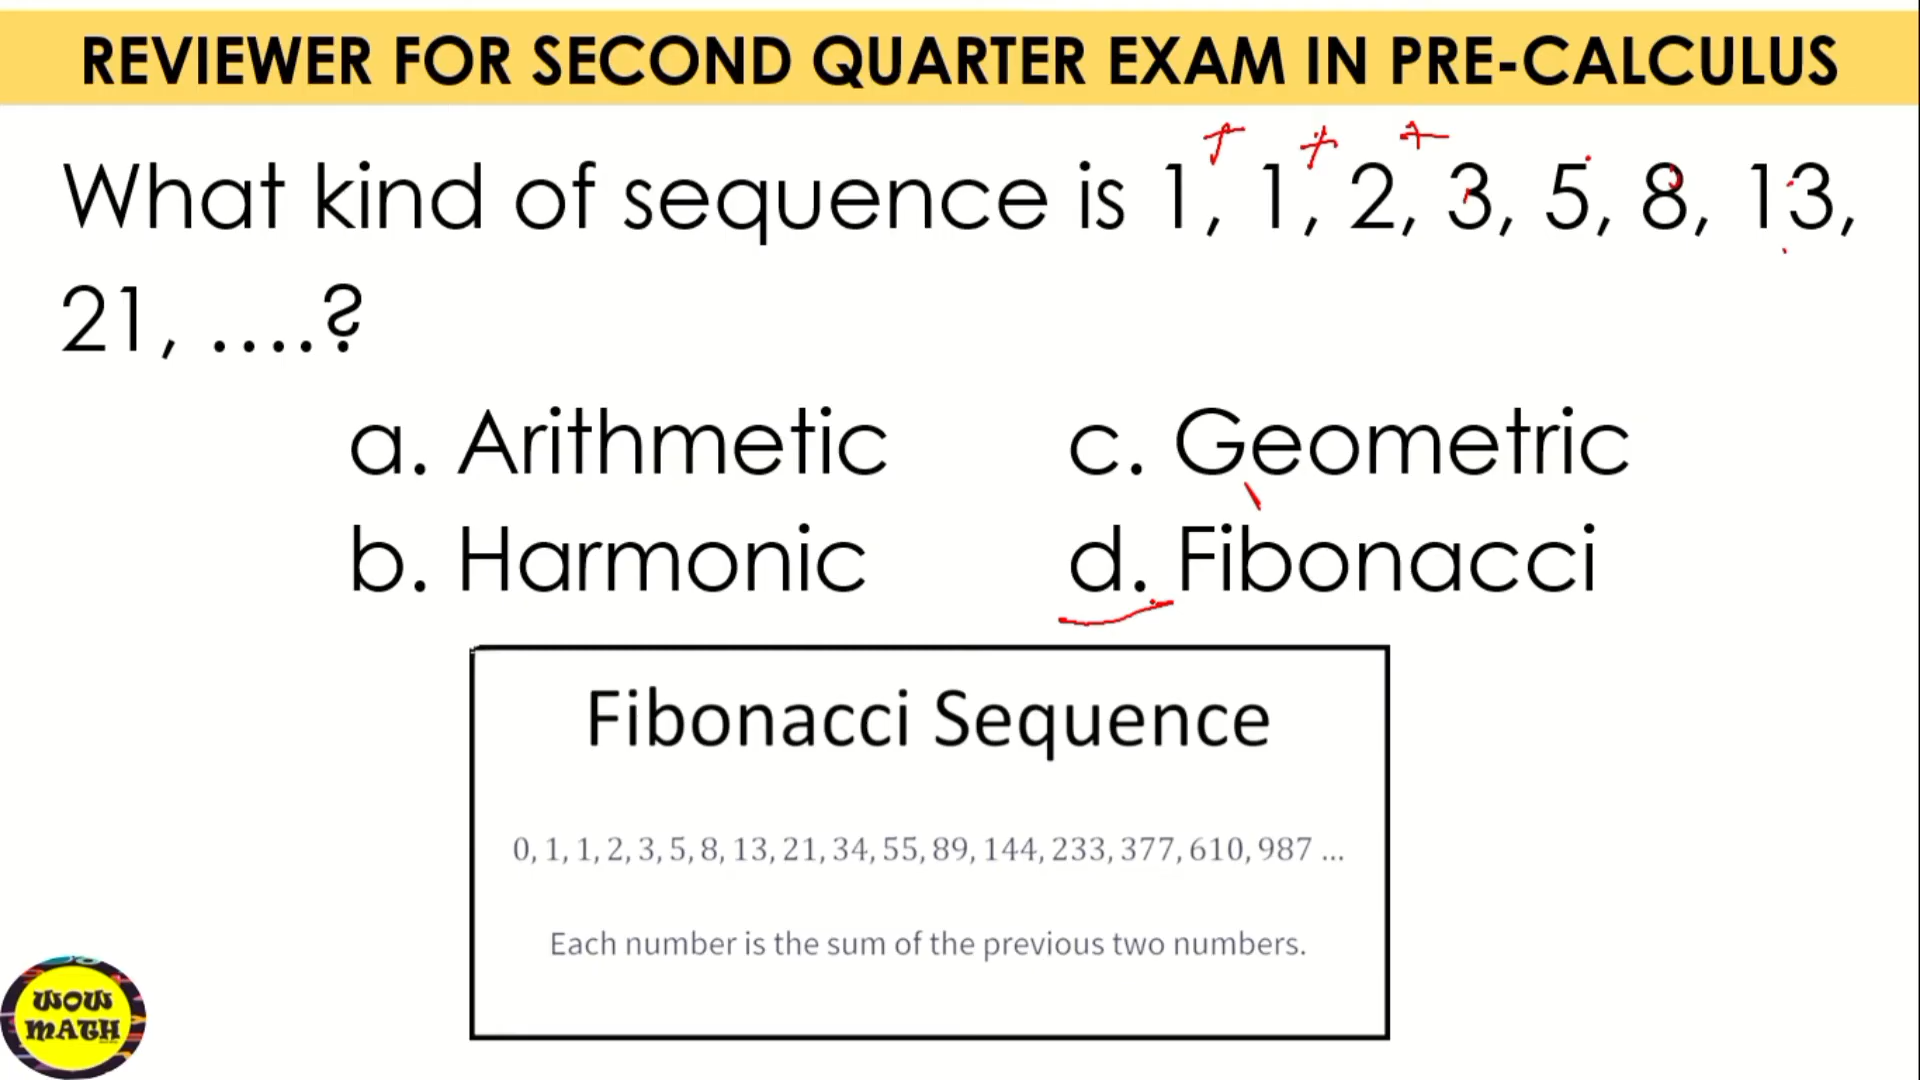 REVIEWER FOR SECOND QUARTER EXAM IN PRE-CALCULUS
What kind of sequence is 1, 1, 2, 3, 5, 8, 13,
21, ....?
a. Arithmetic c. Geometric
b. Harmonic d. Fibonacci
Fibonacci Sequence
0, 1, 1, 2, 3, 5, 8, 13, 21, 34, 55, 89, 144, 233, 377, 610, 987 ...
Each number is the sum of the previous two numbers.
WOW
MATH